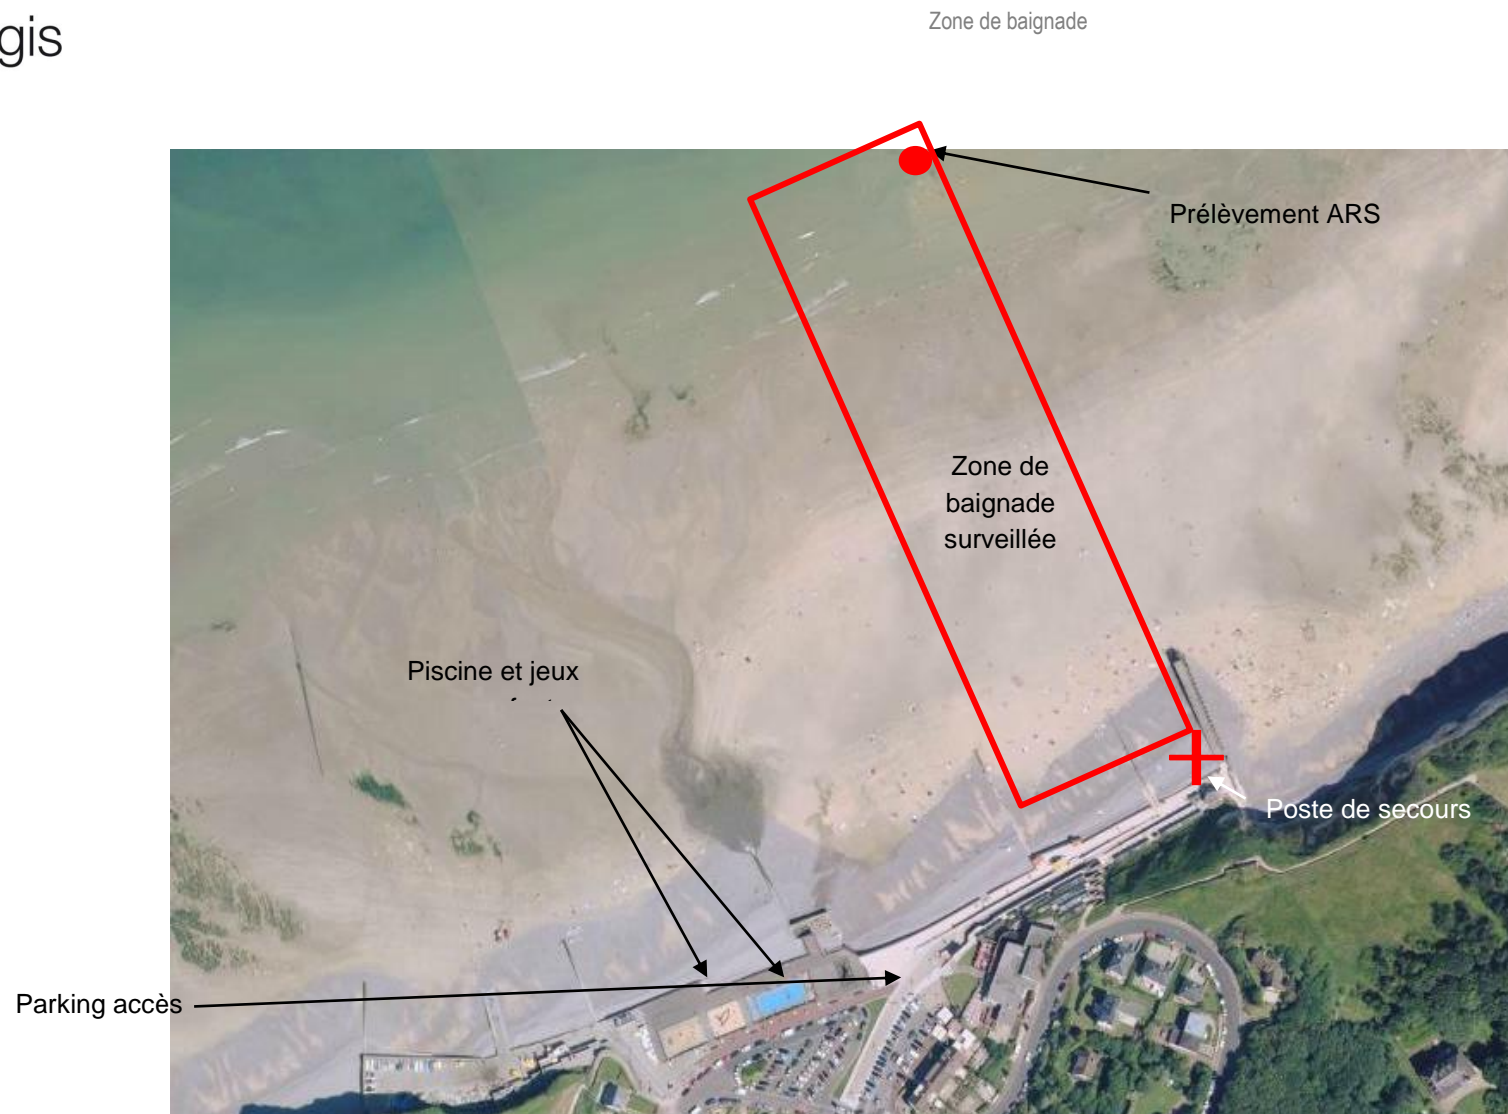 gis
Zone de baignade
Prélèvement ARS
Zone de
baignade
surveillée
Piscine et jeux
Poste de secours
Parking accès